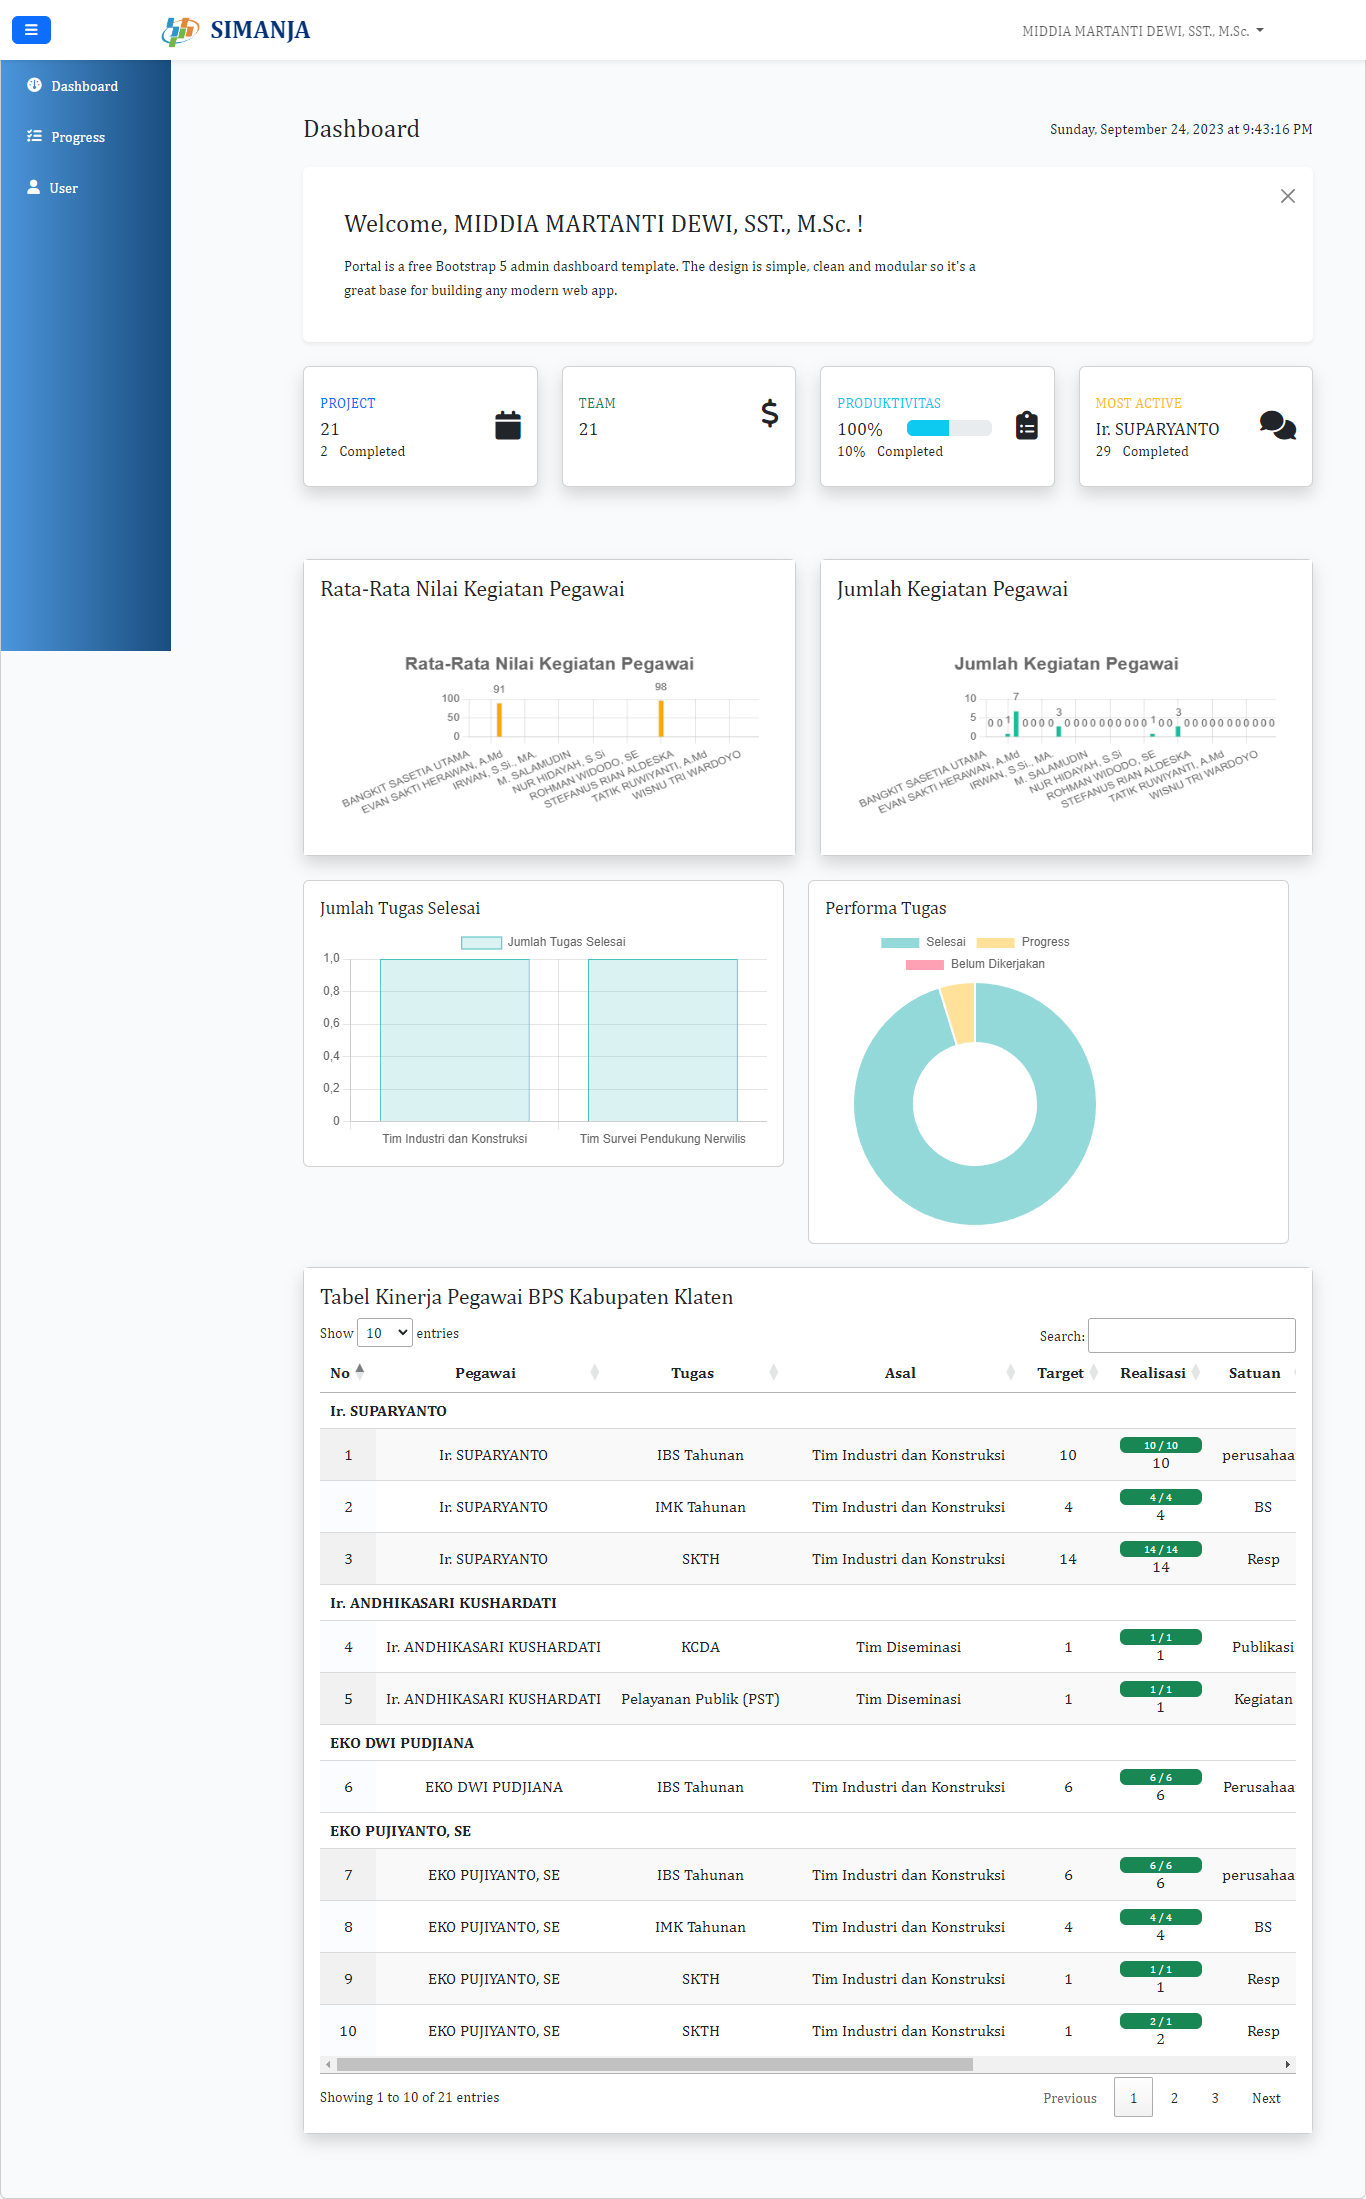 SIMANJA
MIDDIA MARTANTI DEWI, SST., M.Sc.
Dashboard
Progress
User
Dashboard
Sunday, September 24, 2023 at 9:43:16 PM
Welcome, MIDDIA MARTANTI DEWI, SST., M.Sc. !
Portal is a free Bootstrap 5 admin dashboard template. The design is simple, clean and modular so it's a
great base for building any modern web app.
PROJECT
21
2 Completed
TEAM
21
PRODUKTIVITAS
100%
10% Completed
MOST ACTIVE
Ir. SUPARYANTO
29 Completed
Rata-Rata Nilai Kegiatan Pegawai
Rata-Rata Nilai Kegiatan Pegawai
91 98
100
50
0
BANGKIT SASETIA UTAMA
EVAN SAKTI HERAWAN, A.Md
IRWAN, S.Si., MA.
M. SALAMUDIN
NUR HIDAYAH, S.Si
ROHMAN WIDODO, SE
STEFANUS RIAN ALDESKA
TATIK RUWIYANTI, A.Md
WISNU TRI WARDOYO
Jumlah Kegiatan Pegawai
Jumlah Kegiatan Pegawai
10
5
0
0 0 1 7 0 0 0 0 3 0 0 0 0 0 0 0 0 0 0 1 0 0 3 0 0 0 0 0 0 0 0 0 0 0
BANGKIT SASETIA UTAMA
EVAN SAKTI HERAWAN, A.Md
IRWAN, S.Si., MA.
M. SALAMUDIN
NUR HIDAYAH, S.Si
ROHMAN WIDODO, SE
STEFANUS RIAN ALDESKA
TATIK RUWIYANTI, A.Md
WISNU TRI WARDOYO
Jumlah Tugas Selesai
Jumlah Tugas Selesai
1,0
0,8
0,6
0,4
0,2
0
Tim Industri dan Konstruksi Tim Survei Pendukung Nerwilis
Performa Tugas
Selesai Progress
Belum Dikerjakan
Tabel Kinerja Pegawai BPS Kabupaten Klaten
Show 10 entries
Search:
No Pegawai Tugas Asal Target Realisasi Satuan
Ir. SUPARYANTO
1 Ir. SUPARYANTO IBS Tahunan Tim Industri dan Konstruksi 10 10 / 10 10 perusahaa
2 Ir. SUPARYANTO IMK Tahunan Tim Industri dan Konstruksi 4 4 / 4 4 BS
3 Ir. SUPARYANTO SKTH Tim Industri dan Konstruksi 14 14 / 14 14 Resp
Ir. ANDHIKASARI KUSHARDATI
4 Ir. ANDHIKASARI KUSHARDATI KCDA Tim Diseminasi 1 1 / 1 1 Publikasi
5 Ir. ANDHIKASARI KUSHARDATI Pelayanan Publik (PST) Tim Diseminasi 1 1 / 1 1 Kegiatan
EKO DWI PUDJIANA
6 EKO DWI PUDJIANA IBS Tahunan Tim Industri dan Konstruksi 6 6 / 6 6 Perusahaa
EKO PUJIYANTO, SE
7 EKO PUJIYANTO, SE IBS Tahunan Tim Industri dan Konstruksi 6 6 / 6 6 perusahaa
8 EKO PUJIYANTO, SE IMK Tahunan Tim Industri dan Konstruksi 4 4 / 4 4 BS
9 EKO PUJIYANTO, SE SKTH Tim Industri dan Konstruksi 1 1 / 1 1 Resp
10 EKO PUJIYANTO, SE SKTH Tim Industri dan Konstruksi 1 2 / 1 2 Resp
Showing 1 to 10 of 21 entries
Previous 1 2 3 Next